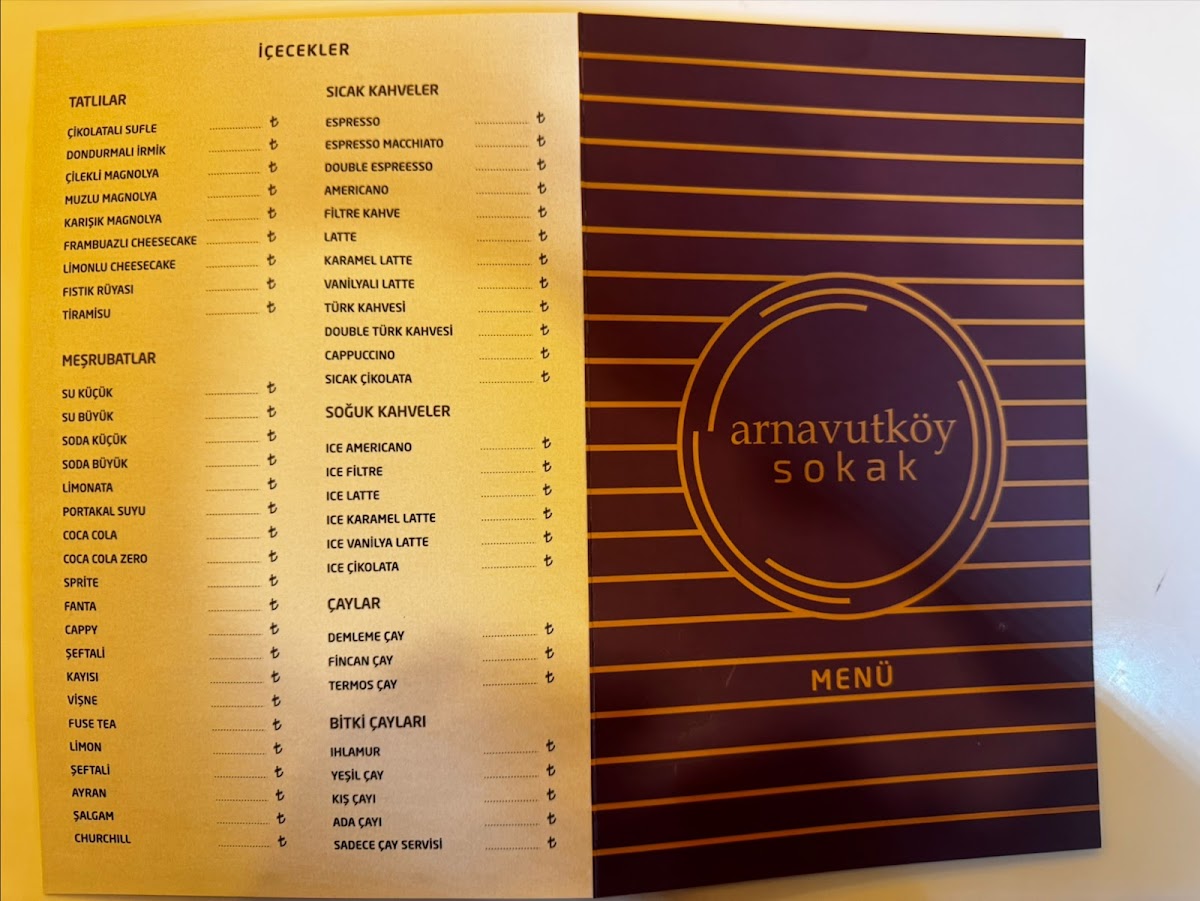 İÇECEKLER
TATLILAR
ÇİKOLATALI SUFLE .......... ₺
DONDURMALI İRMİK .......... ₺
ÇİLEKLİ MAGNOLYA .......... ₺
MUZLU MAGNOLYA .......... ₺
KARIŞIK MAGNOLYA .......... ₺
FRAMBUAZLI CHEESECAKE .......... ₺
LİMONLU CHEESECAKE .......... ₺
FISTIK RÜYASI .......... ₺
TİRAMİSU .......... ₺
MEŞRUBATLAR
SU KÜÇÜK .......... ₺
SU BÜYÜK .......... ₺
SODA KÜÇÜK .......... ₺
SODA BÜYÜK .......... ₺
LİMONATA .......... ₺
PORTAKAL SUYU .......... ₺
COCA COLA .......... ₺
COCA COLA ZERO .......... ₺
SPRİTE .......... ₺
FANTA .......... ₺
CAPPY .......... ₺
ŞEFTALİ .......... ₺
KAYISI .......... ₺
VİŞNE .......... ₺
FUSE TEA .......... ₺
LİMON .......... ₺
ŞEFTALİ .......... ₺
AYRAN .......... ₺
ŞALGAM .......... ₺
CHURCHILL .......... ₺
SICAK KAHVELER
ESPRESSO .......... ₺
ESPRESSO MACCHIATO .......... ₺
DOUBLE ESPREESSO .......... ₺
AMERICANO .......... ₺
FİLTRE KAHVE .......... ₺
LATTE .......... ₺
KARAMEL LATTE .......... ₺
VANİLYALI LATTE .......... ₺
TÜRK KAHVESİ .......... ₺
DOUBLE TÜRK KAHVESİ .......... ₺
CAPPUCCINO .......... ₺
SICAK ÇİKOLATA .......... ₺
SOĞUK KAHVELER
ICE AMERICANO .......... ₺
ICE FİLTRE .......... ₺
ICE LATTE .......... ₺
ICE KARAMEL LATTE .......... ₺
ICE VANİLYA LATTE .......... ₺
ICE ÇİKOLATA .......... ₺
ÇAYLAR
DEMLEME ÇAY .......... ₺
FİNCAN ÇAY .......... ₺
TERMOS ÇAY .......... ₺
BİTKİ ÇAYLARI
IHLAMUR .......... ₺
YEŞİL ÇAY .......... ₺
KIŞ ÇAYI .......... ₺
ADA ÇAYI .......... ₺
SADECE ÇAY SERVİSİ .......... ₺
arnavutköy
sokak
MENÜ